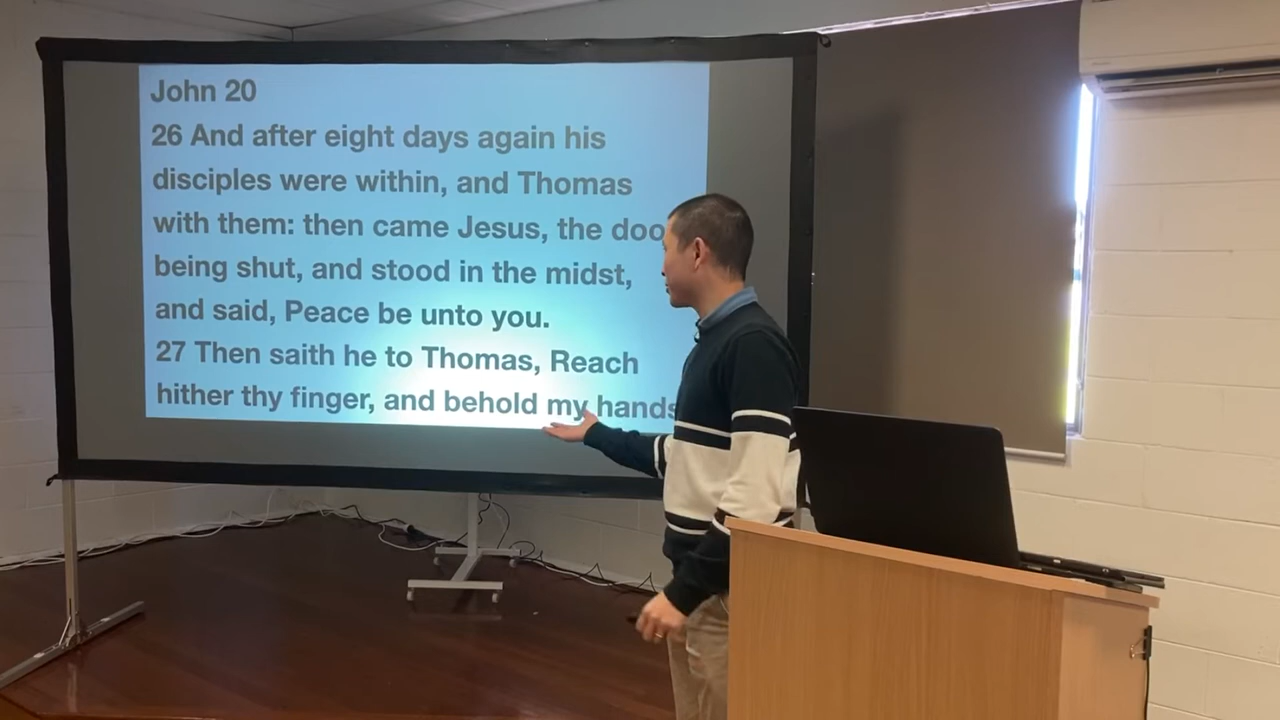 John 20
26 And after eight days again his
disciples were within, and Thomas
with them: then came Jesus, the doo
being shut, and stood in the midst,
and said, Peace be unto you.
27 Then saith he to Thomas, Reach
hither thy finger, and behold my hands